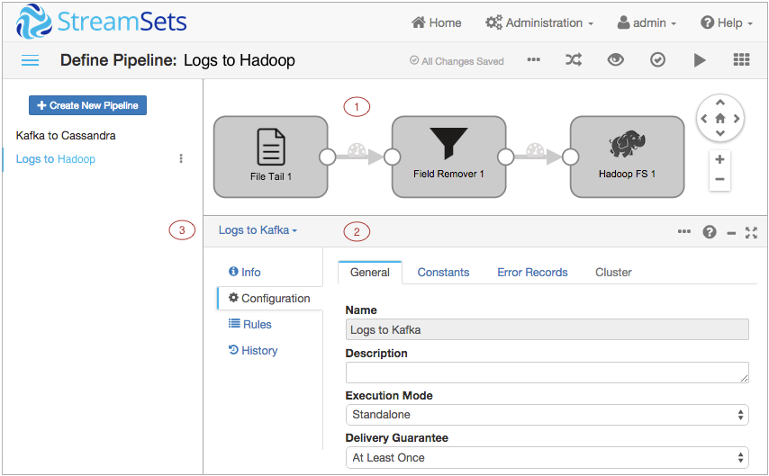 StreamSets
Home
Administration
admin
Help
Define Pipeline: Logs to Hadoop
All Changes Saved
Create New Pipeline
Kafka to Cassandra
Logs to Hadoop
1
File Tail 1
Field Remover 1
Hadoop FS 1
3
Logs to Kafka
2
Info
Configuration
Rules
History
General
Constants
Error Records
Cluster
Name
Logs to Kafka
Description
Execution Mode
Standalone
Delivery Guarantee
At Least Once